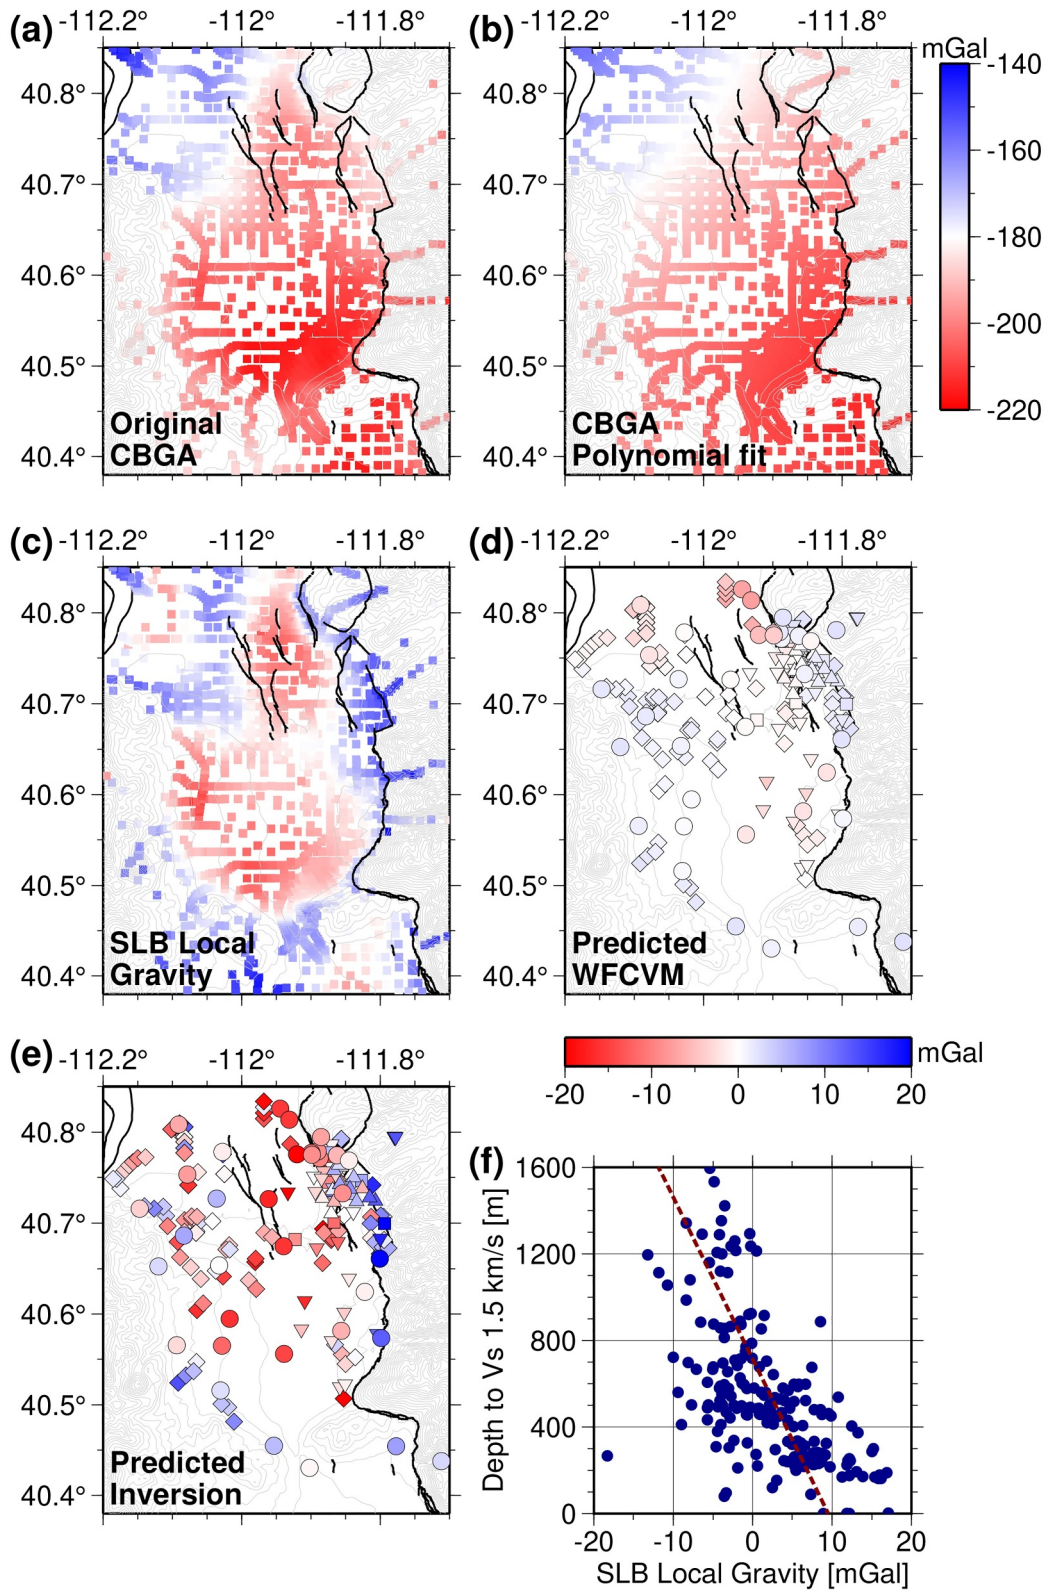 (a) -112.2° -112° -111.8°
40.8°
40.7°
40.6°
40.5°
40.4°
Original
CBGA
(b) -112.2° -112° -111.8°
40.8°
40.7°
40.6°
40.5°
40.4°
CBGA
Polynomial fit
mGal
-140
-160
-180
-200
-220
(c) -112.2° -112° -111.8°
40.8°
40.7°
40.6°
40.5°
40.4°
SLB Local
Gravity
(d) -112.2° -112° -111.8°
40.8°
40.7°
40.6°
40.5°
40.4°
Predicted
WFCVM
mGal
-20 -10 0 10 20
(e) -112.2° -112° -111.8°
40.8°
40.7°
40.6°
40.5°
40.4°
Predicted
Inversion
(f)
1600
1200
800
400
0
Depth to Vs 1.5 km/s [m]
-20 -10 0 10 20
SLB Local Gravity [mGal]